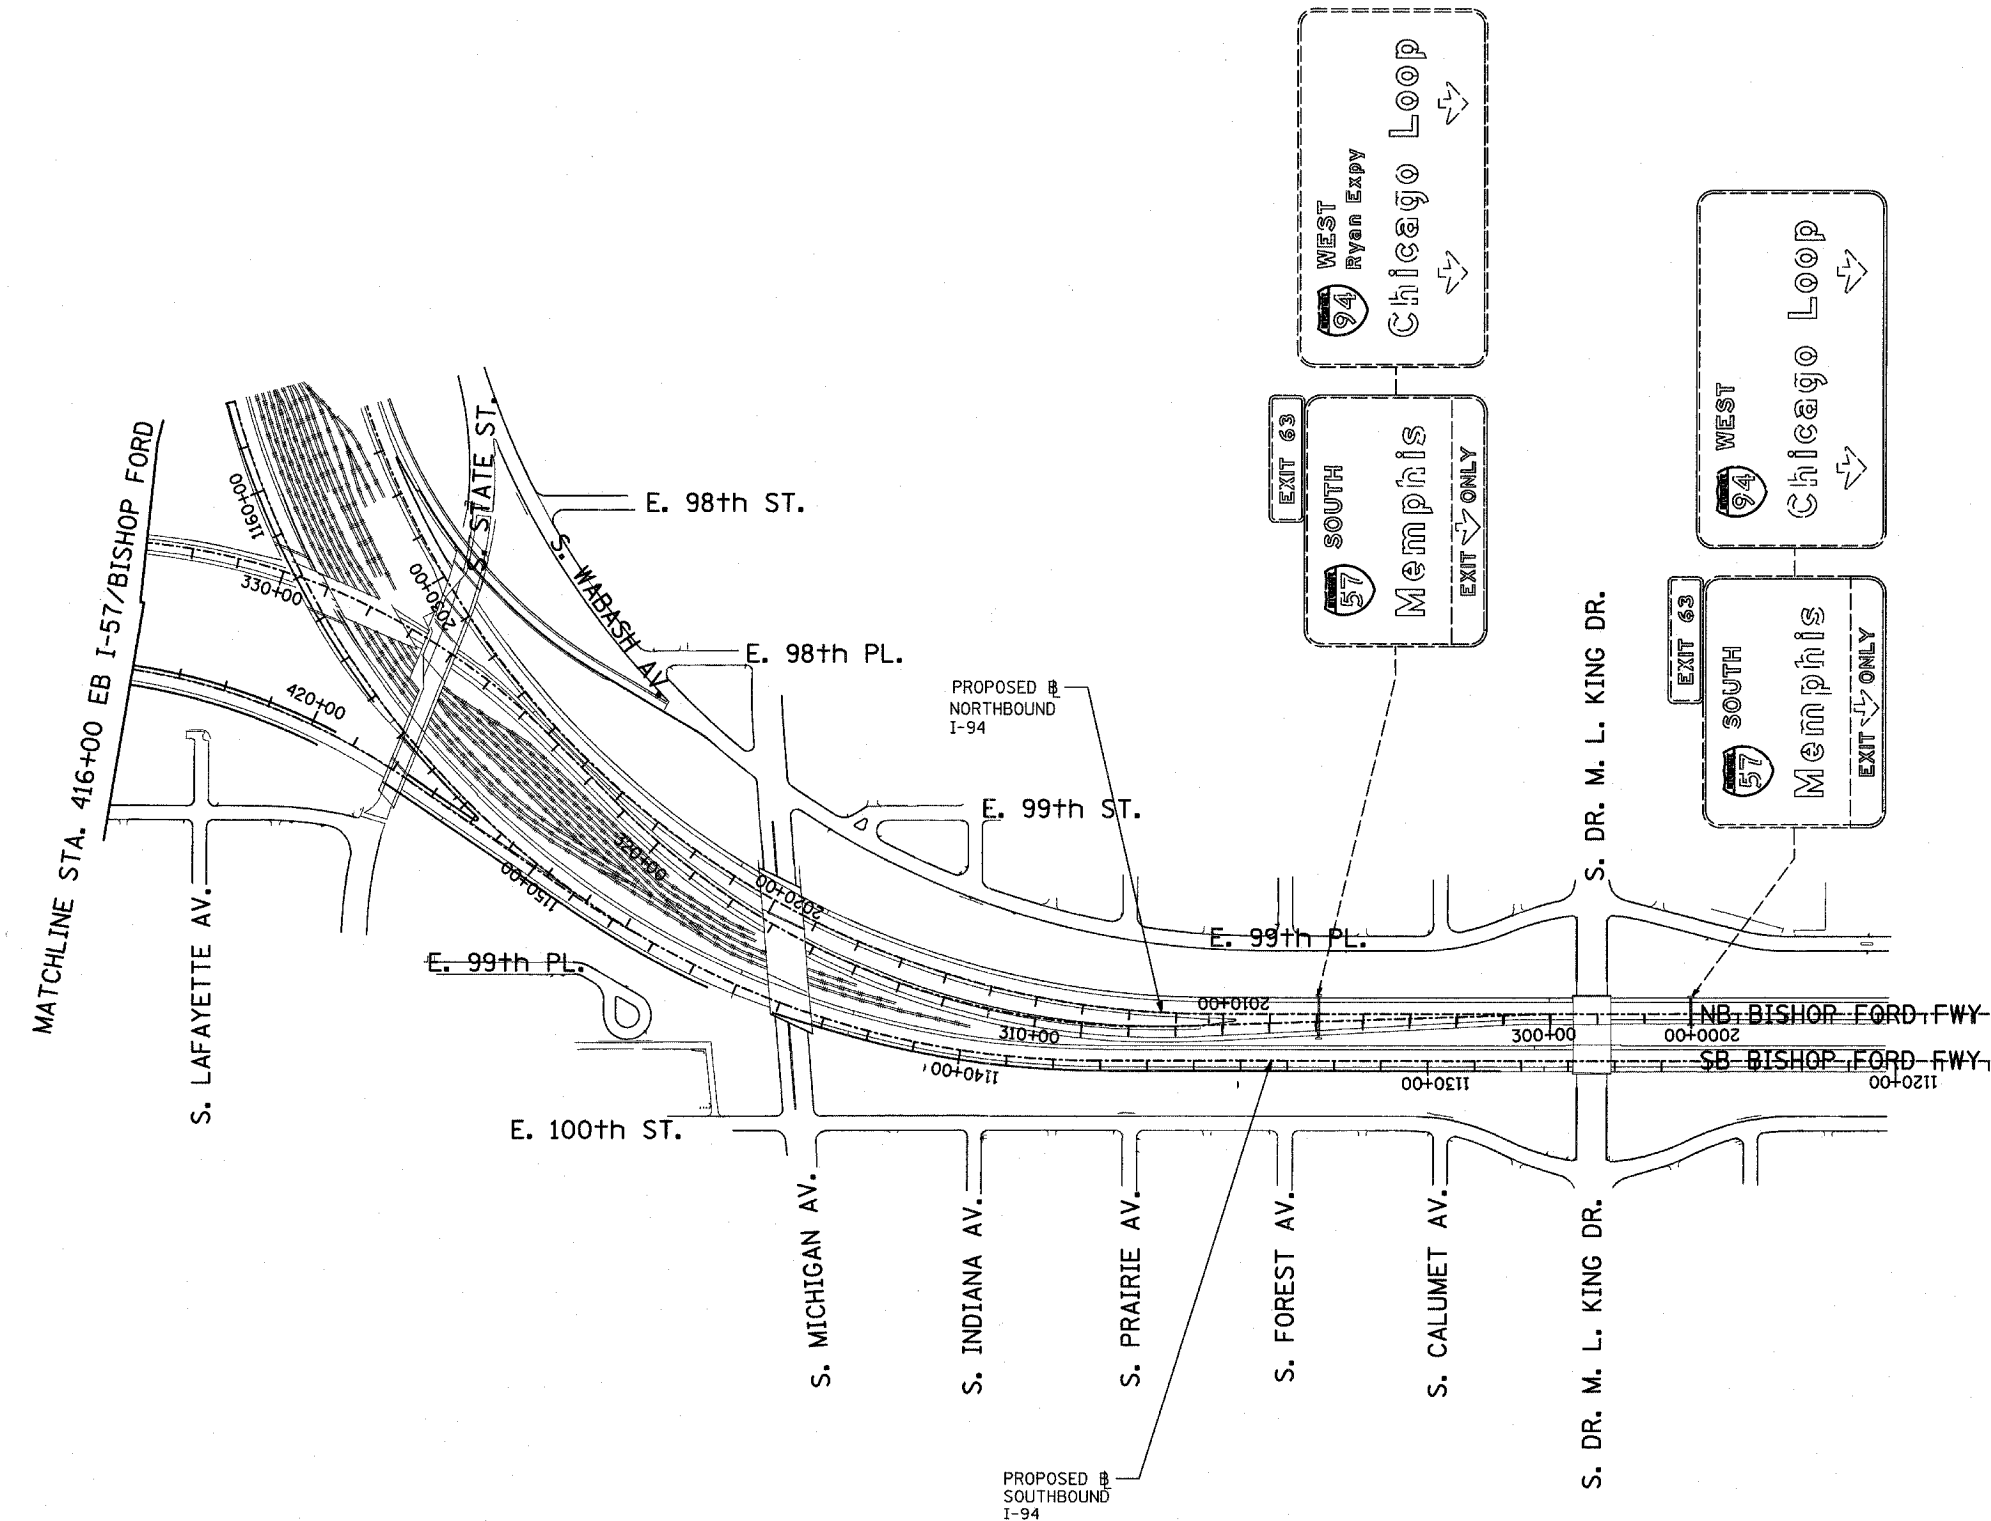 WEST
Ryan Expy
94
Chicago Loop
EXIT 63
SOUTH
57
Memphis
EXIT ONLY
WEST
94
Chicago Loop
EXIT 63
SOUTH
57
Memphis
EXIT ONLY
MATCHLINE STA. 416+00 EB I-57/BISHOP FORD
S. STATE ST.
E. 98th ST.
S. WABASH AV.
E. 98th PL.
1160+00
330+00
2030+00
420+00
PROPOSED B
NORTHBOUND
I-94
S. DR. M. L. KING DR.
E. 99th ST.
320+00
1150+00
2020+00
S. LAFAYETTE AV.
E. 99th PL.
E. 99th PL.
2010+00
310+00
300+00
2000+00
NB BISHOP FORD FWY
SB BISHOP FORD FWY
1140+00
1130+00
1120+00
E. 100th ST.
S. MICHIGAN AV.
S. INDIANA AV.
S. PRAIRIE AV.
S. FOREST AV.
S. CALUMET AV.
S. DR. M. L. KING DR.
PROPOSED B
SOUTHBOUND
I-94